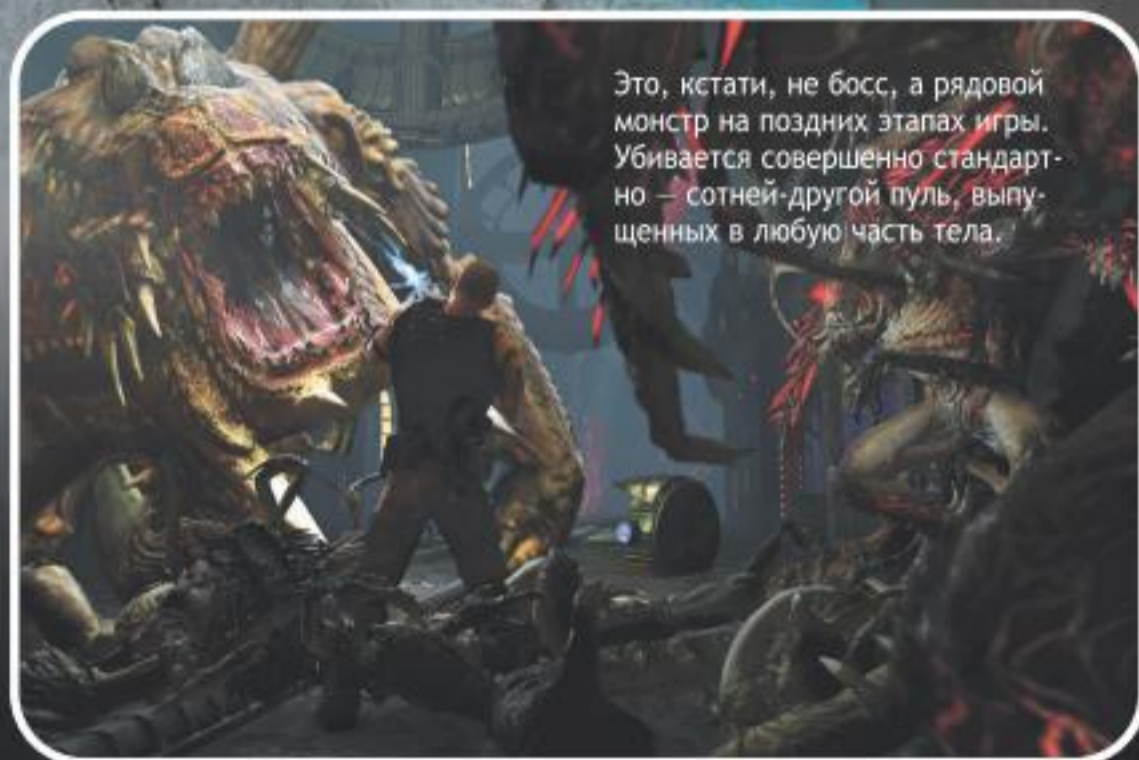 Это, кстати, не босс, а рядовой
монстр на поздних этапах игры.
Убивается совершенно стандарт-
но – сотней-другой пуль, выпу-
щенных в любую часть тела.